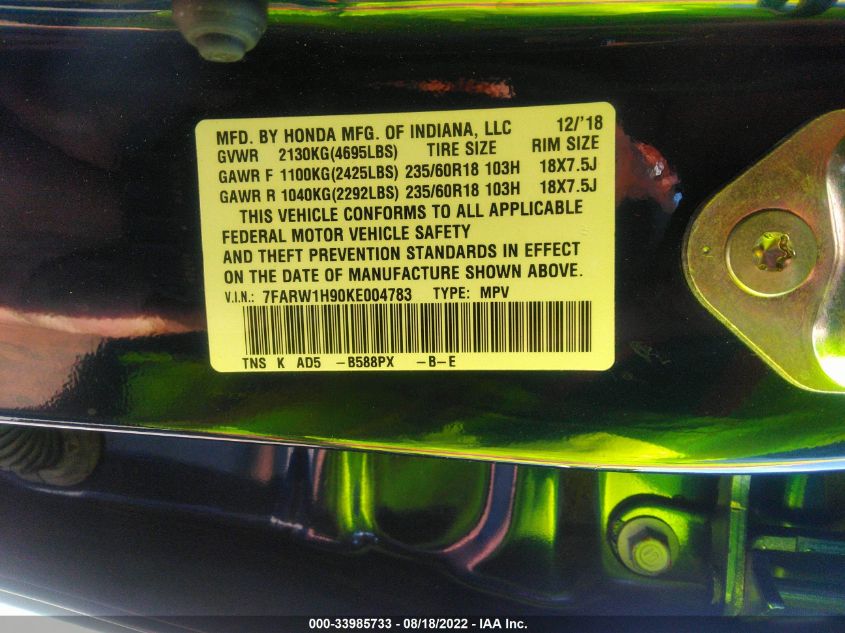 MFD. BY HONDA MFG. OF INDIANA, LLC 12/'18
GVWR 2130KG(4695LBS) TIRE SIZE RIM SIZE
GAWR F 1100KG(2425LBS) 235/60R18 103H 18X7.5J
GAWR R 1040KG(2292LBS) 235/60R18 103H 18X7.5J
THIS VEHICLE CONFORMS TO ALL APPLICABLE
FEDERAL MOTOR VEHICLE SAFETY
AND THEFT PREVENTION STANDARDS IN EFFECT
ON THE DATE OF MANUFACTURE SHOWN ABOVE.
V.I.N.: 7FARW1H90KE004783 TYPE: MPV
TNS K AD5 -B588PX -B-E
000-33985733 - 08/18/2022 - IAA Inc.